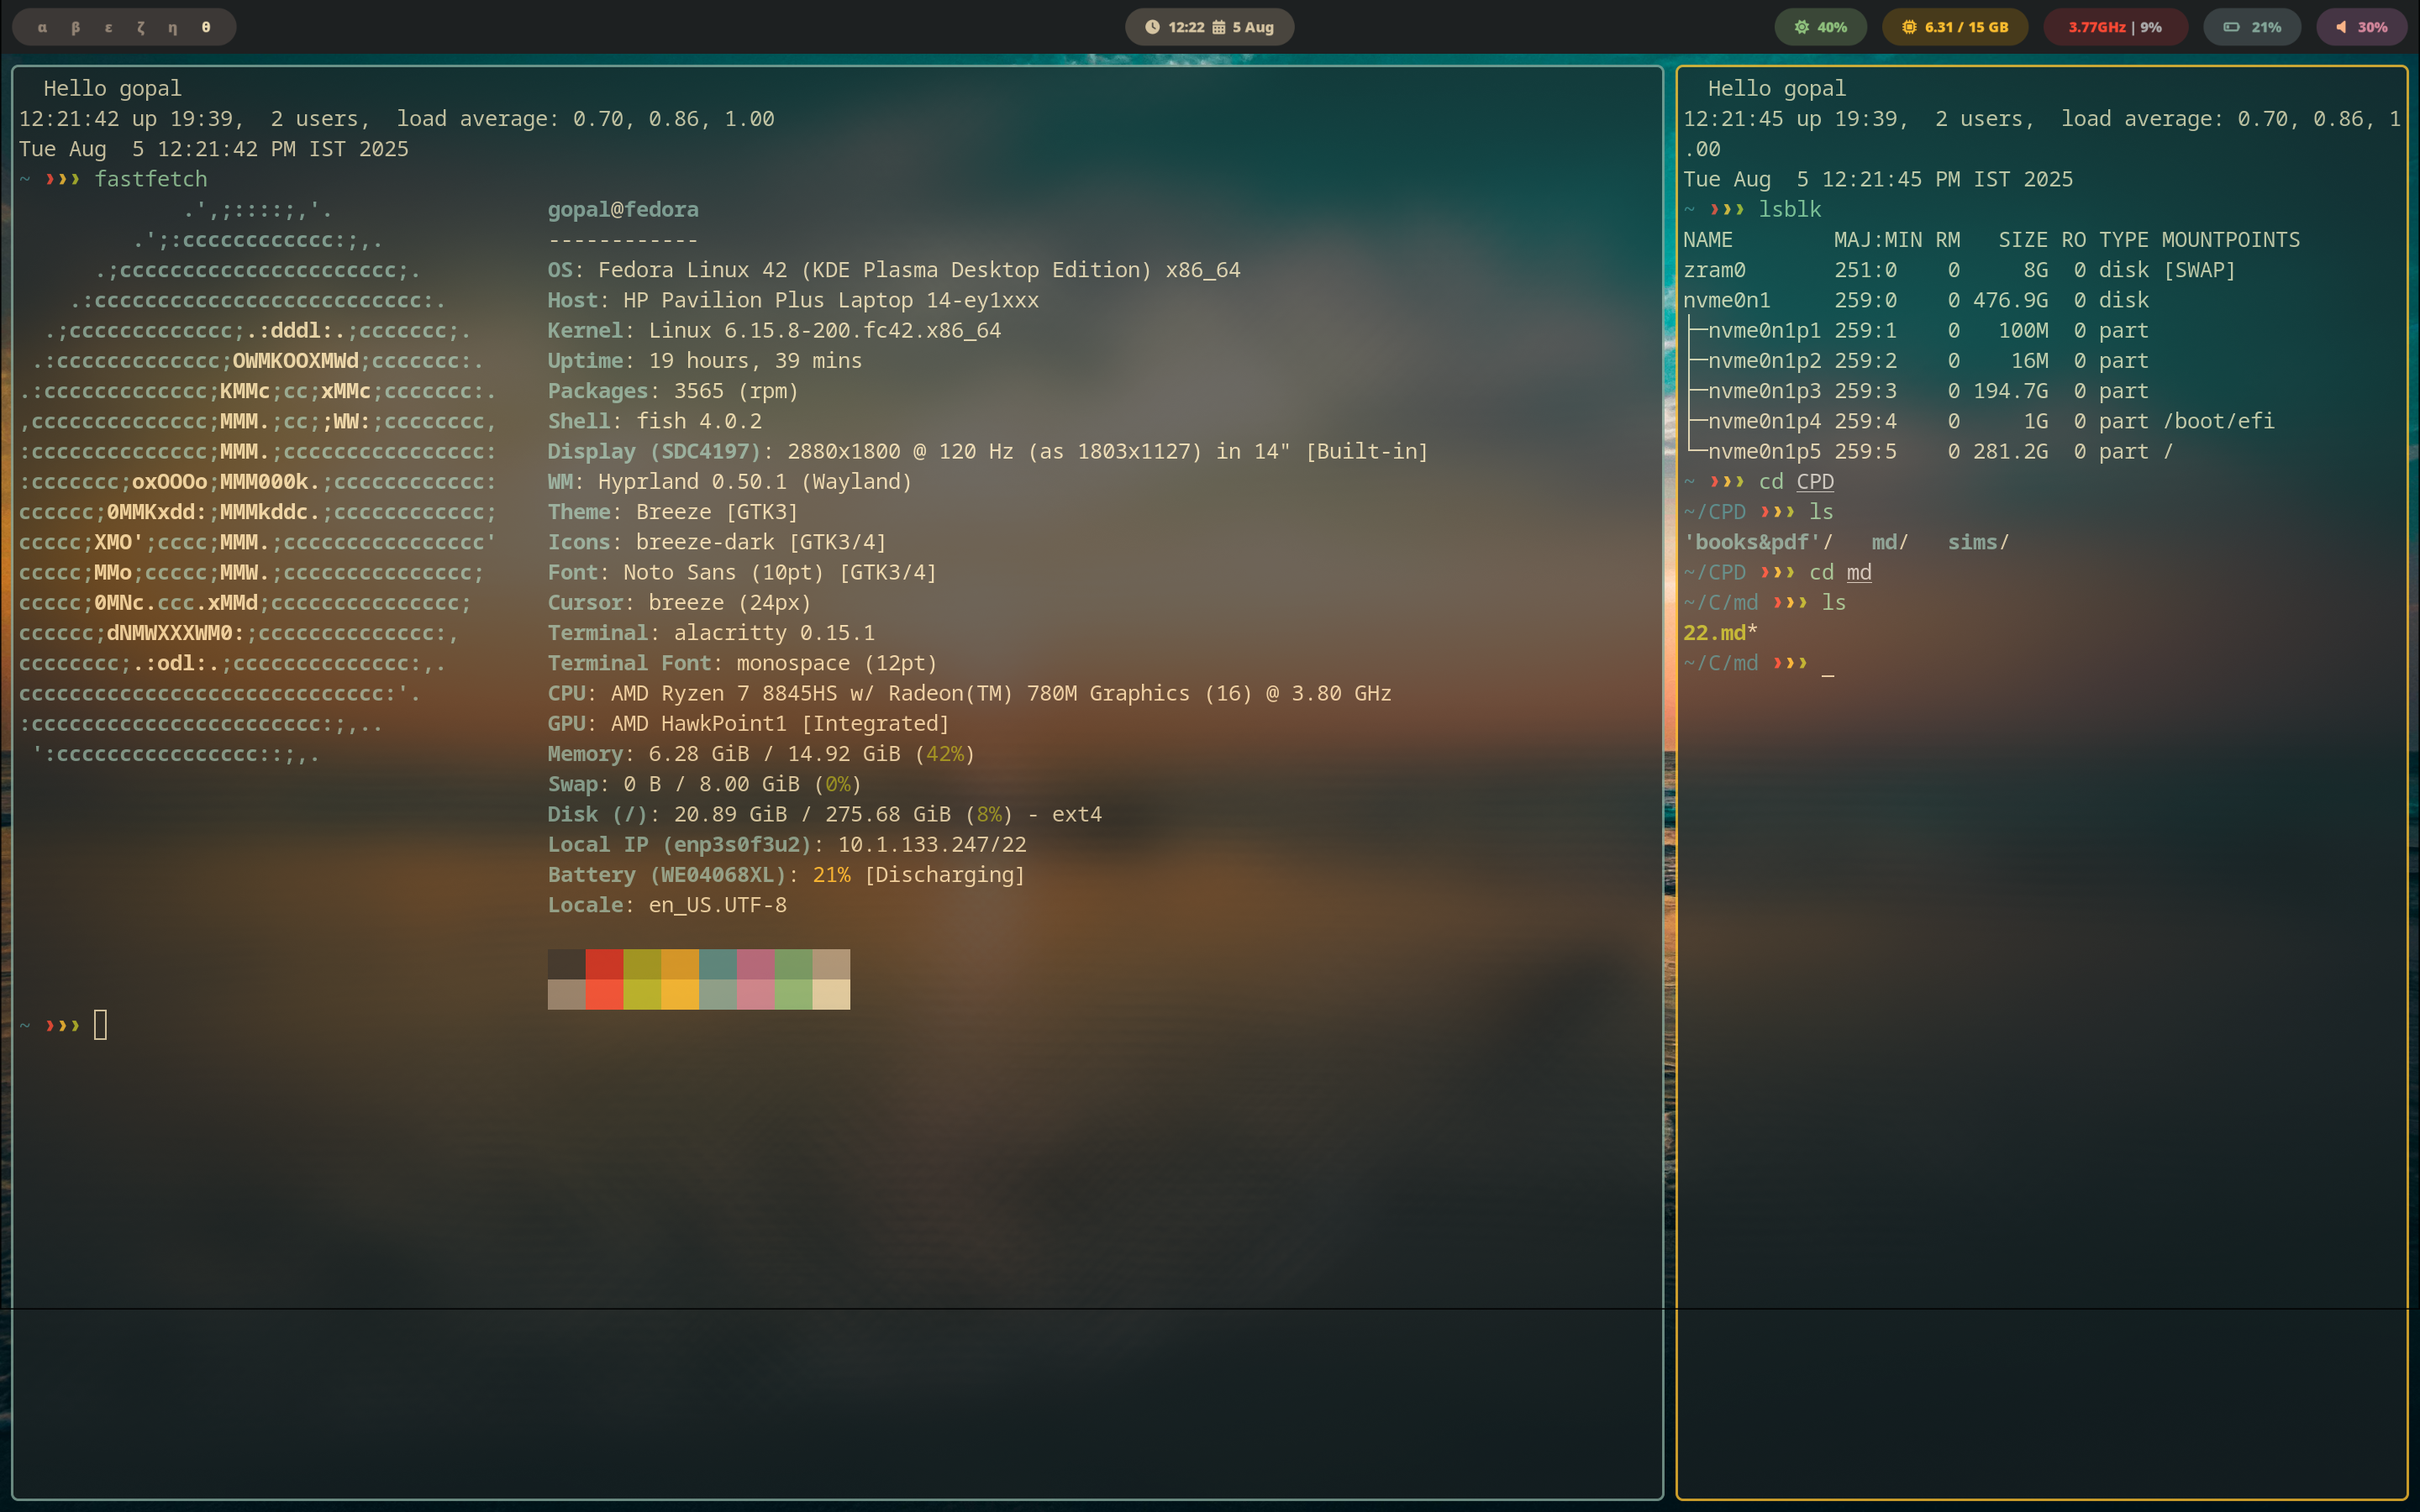 α β ε ζ η θ
12:22 5 Aug
40% 6.31 / 15 GB 3.77GHz | 9% 21% 30%
Hello gopal
12:21:42 up 19:39,  2 users,  load average: 0.70, 0.86, 1.00
Tue Aug  5 12:21:42 PM IST 2025
~ ❯❯❯ fastfetch
             .',;::::;,'.
         .';:cccccccccccc:;,.
      .;cccccccccccccccccccccc;.
    .:cccccccccccccccccccccccccc:.
  .;ccccccccccccc;.:dddl:.;ccccccc;.
 .:ccccccccccccc;OWMKOOXMWd;ccccccc:.
.:ccccccccccccc;KMMc;cc;xMMc;ccccccc:.
,cccccccccccccc;MMM.;cc;;WW:;cccccccc,
:cccccccccccccc;MMM.;cccccccccccccccc:
:ccccccc;oxOOOo;MMM000k.;cccccccccccc:
cccccc;0MMKxdd:;MMMkddc.;cccccccccccc;
ccccc;XMO';cccc;MMM.;cccccccccccccccc'
ccccc;MMo;ccccc;MMW.;ccccccccccccccc;
ccccc;0MNc.ccc.xMMd;ccccccccccccccc;
cccccc;dNMWXXXWM0:;cccccccccccccc:,
cccccccc;.:odl:.;cccccccccccccc:,.
ccccccccccccccccccccccccccccc:'.
:ccccccccccccccccccccccc:;,..
 ':cccccccccccccccc::;,.
gopal@fedora
------------
OS: Fedora Linux 42 (KDE Plasma Desktop Edition) x86_64
Host: HP Pavilion Plus Laptop 14-ey1xxx
Kernel: Linux 6.15.8-200.fc42.x86_64
Uptime: 19 hours, 39 mins
Packages: 3565 (rpm)
Shell: fish 4.0.2
Display (SDC4197): 2880x1800 @ 120 Hz (as 1803x1127) in 14" [Built-in]
WM: Hyprland 0.50.1 (Wayland)
Theme: Breeze [GTK3]
Icons: breeze-dark [GTK3/4]
Font: Noto Sans (10pt) [GTK3/4]
Cursor: breeze (24px)
Terminal: alacritty 0.15.1
Terminal Font: monospace (12pt)
CPU: AMD Ryzen 7 8845HS w/ Radeon(TM) 780M Graphics (16) @ 3.80 GHz
GPU: AMD HawkPoint1 [Integrated]
Memory: 6.28 GiB / 14.92 GiB (42%)
Swap: 0 B / 8.00 GiB (0%)
Disk (/): 20.89 GiB / 275.68 GiB (8%) - ext4
Local IP (enp3s0f3u2): 10.1.133.247/22
Battery (WE04068XL): 21% [Discharging]
Locale: en_US.UTF-8
~ ❯❯❯
Hello gopal
12:21:45 up 19:39,  2 users,  load average: 0.70, 0.86, 1
.00
Tue Aug  5 12:21:45 PM IST 2025
~ ❯❯❯ lsblk
NAME        MAJ:MIN RM   SIZE RO TYPE MOUNTPOINTS
zram0       251:0    0     8G  0 disk [SWAP]
nvme0n1     259:0    0 476.9G  0 disk
├─nvme0n1p1 259:1    0   100M  0 part
├─nvme0n1p2 259:2    0    16M  0 part
├─nvme0n1p3 259:3    0 194.7G  0 part
├─nvme0n1p4 259:4    0     1G  0 part /boot/efi
└─nvme0n1p5 259:5    0 281.2G  0 part /
~ ❯❯❯ cd CPD
~/CPD ❯❯❯ ls
'books&pdf'/   md/   sims/
~/CPD ❯❯❯ cd md
~/C/md ❯❯❯ ls
22.md*
~/C/md ❯❯❯ _